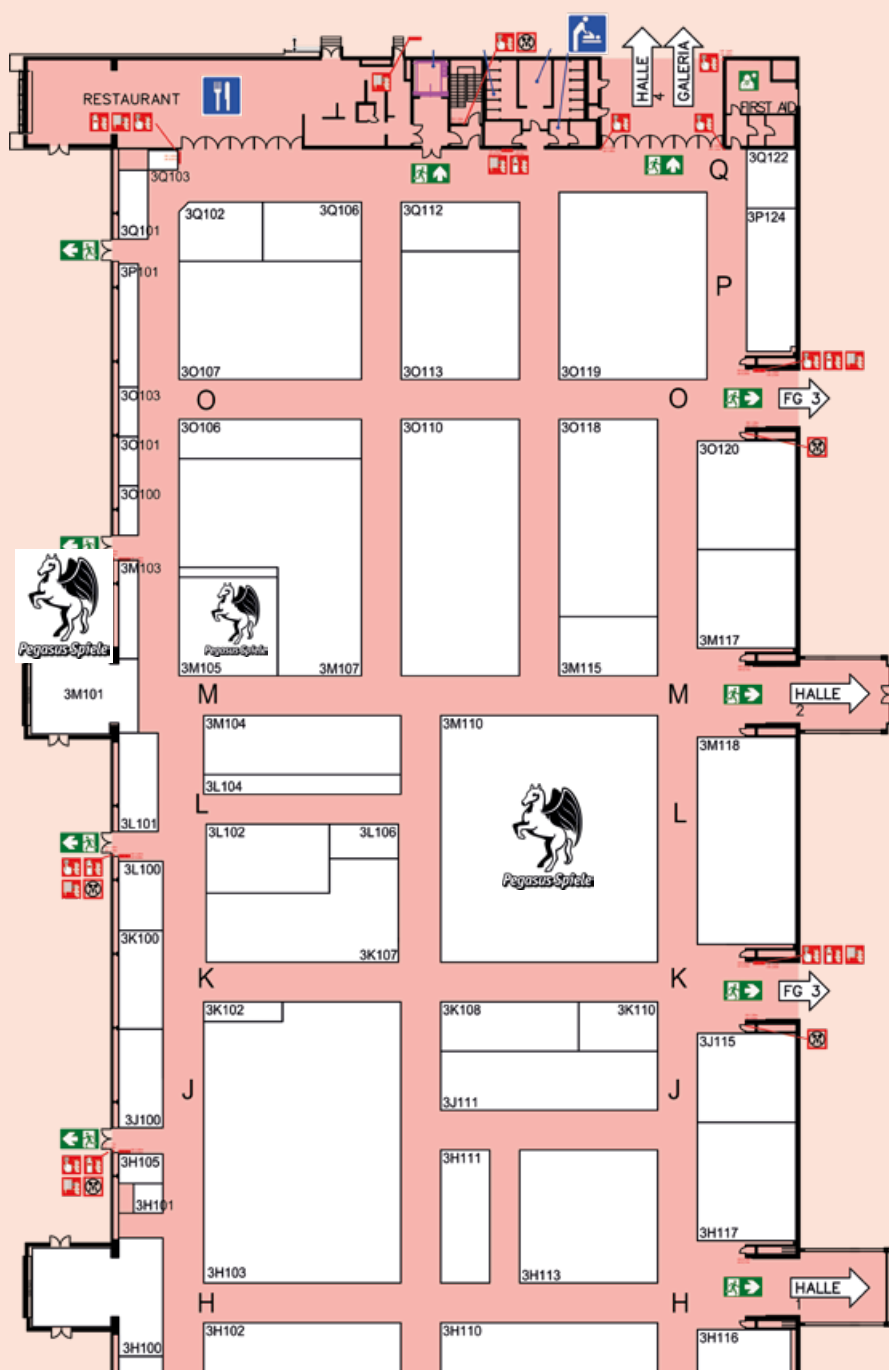 HALLE
4
GALERIA
RESTAURANT
FIRST AID
3Q103
Q
3Q122
3Q102
3Q106
3Q112
3P124
3Q101
3P101
P
3O107
3O113
3O119
3O103
O
O
FG 3
3O106
3O110
3O118
3O101
3O120
3O100
3M103
Pegasus Spiele
Pegasus Spiele
3M105
3M107
3M115
3M117
3M101
M
M
HALLE
2
3M104
3M110
3M118
3L104
L
L
3L101
3L102
3L106
3L100
Pegasus Spiele
3K100
3K107
K
K
FG 3
3K102
3K108
3K110
3J115
J
J
3J100
3J111
3H105
3H111
3H101
3H117
3H103
3H113
HALLE
1
H
H
3H100
3H102
3H110
3H116